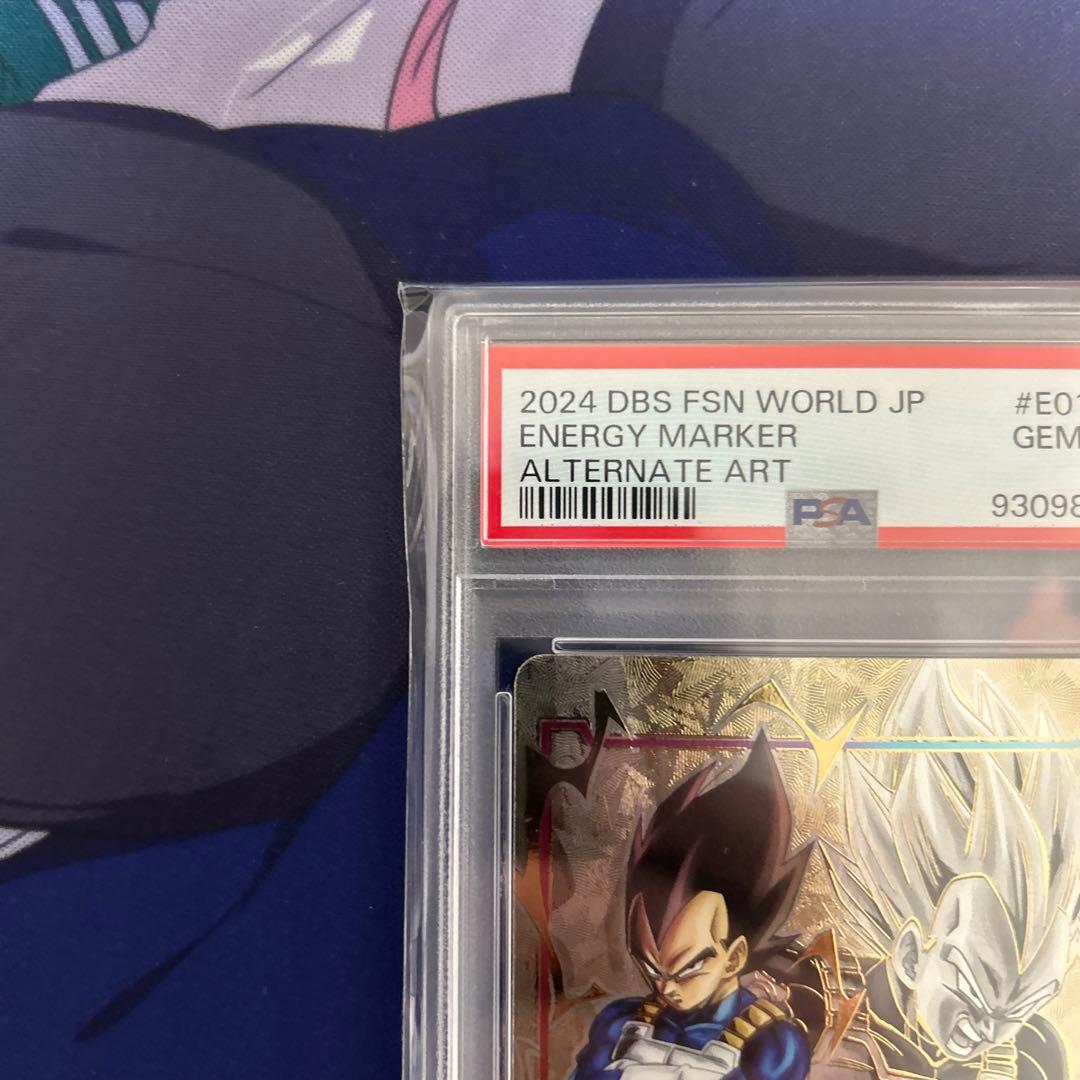 2024 DBS FSN WORLD JP #E01
ENERGY MARKER GEM
ALTERNATE ART
PSA 93098